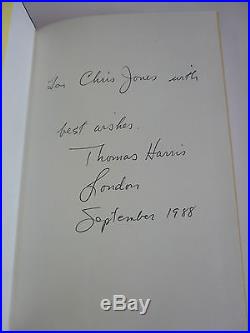 For Chris Jones with
best wishes.
Thomas Harris
London
September 1988